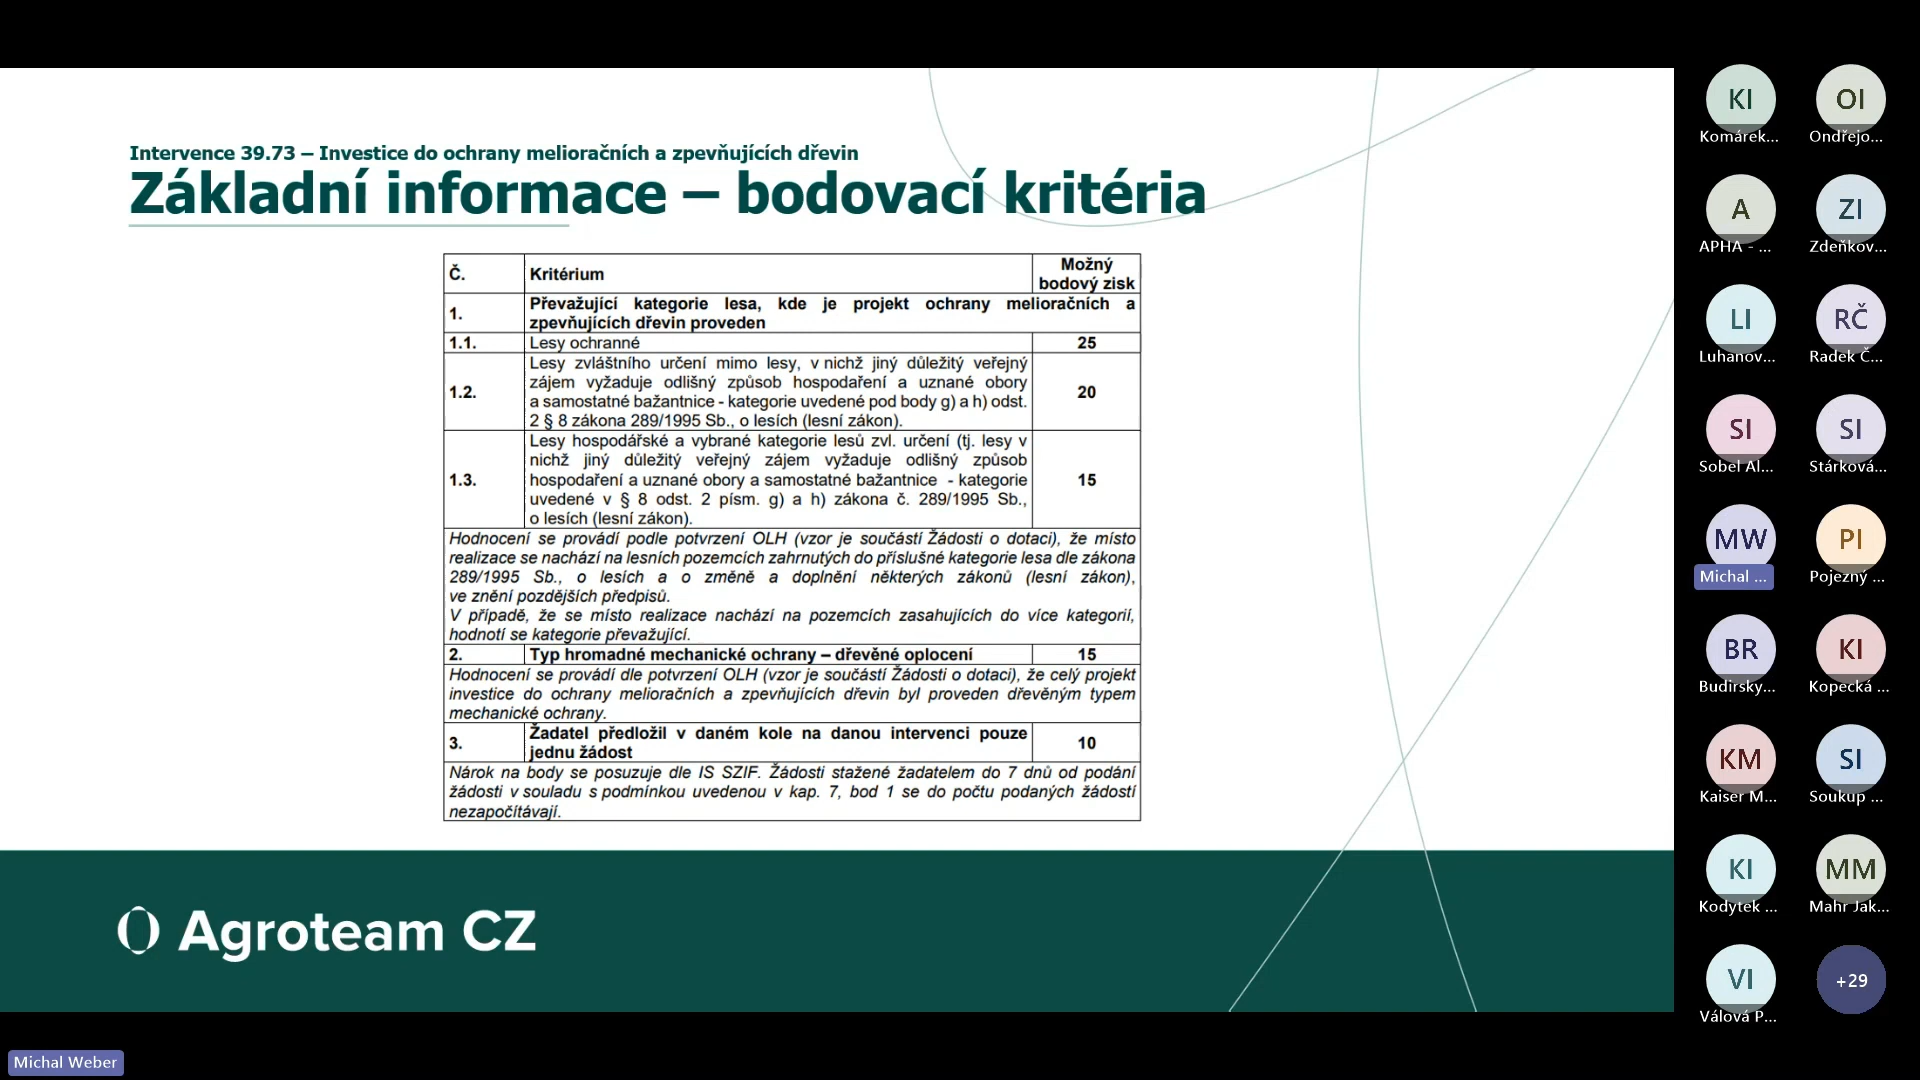 Intervence 39.73 – Investice do ochrany melioračních a zpevňujících dřevin
Základní informace – bodovací kritéria
Č. Kritérium Možný bodový zisk
1. Převažující kategorie lesa, kde je projekt ochrany melioračních a
zpevňujících dřevin proveden
1.1. Lesy ochranné 25
1.2. Lesy zvláštního určení mimo lesy, v nichž jiný důležitý veřejný
zájem vyžaduje odlišný způsob hospodaření a uznané obory
a samostatné bažantnice - kategorie uvedené pod body g) a h) odst. 20
2 § 8 zákona 289/1995 Sb., o lesích (lesní zákon).
Lesy hospodářské a vybrané kategorie lesů zvl. určení (tj. lesy v
nichž jiný důležitý veřejný zájem vyžaduje odlišný způsob
1.3. hospodaření a uznané obory a samostatné bažantnice - kategorie 15
uvedené v § 8 odst. 2 písm. g) a h) zákona č. 289/1995 Sb.,
o lesích (lesní zákon).
Hodnocení se provádí podle potvrzení OLH (vzor je součástí Žádosti o dotaci), že místo
realizace se nachází na lesních pozemcích zahrnutých do příslušné kategorie lesa dle zákona
289/1995 Sb., o lesích a o změně a doplnění některých zákonů (lesní zákon),
ve znění pozdějších předpisů.
V případě, že se místo realizace nachází na pozemcích zasahujících do více kategorií,
hodnotí se kategorie převažující.
2. Typ hromadné mechanické ochrany – dřevěné oplocení 15
Hodnocení se provádí dle potvrzení OLH (vzor je součástí Žádosti o dotaci), že celý projekt
investice do ochrany melioračních a zpevňujících dřevin byl proveden dřevěným typem
mechanické ochrany.
3. Žadatel předložil v daném kole na danou intervenci pouze
jednu žádost 10
Nárok na body se posuzuje dle IS SZIF. Žádosti stažené žadatelem do 7 dnů od podání
žádosti v souladu s podmínkou uvedenou v kap. 7, bod 1 se do počtu podaných žádostí
nezapočítávají.
Agroteam CZ
KI OI
Komárek... Ondřejo...
A ZI
APHA - ... Zdeňkov...
LI RČ
Luhanov... Radek Č...
SI SI
Sobel Al... Stárková...
MW PI
Michal ... Pojezný ...
BR KI
Budirsky... Kopecká ...
KM SI
Kaiser M... Soukup ...
KI MM
Kodytek ... Mahr Jak...
VI +29
Válová P...
Michal Weber